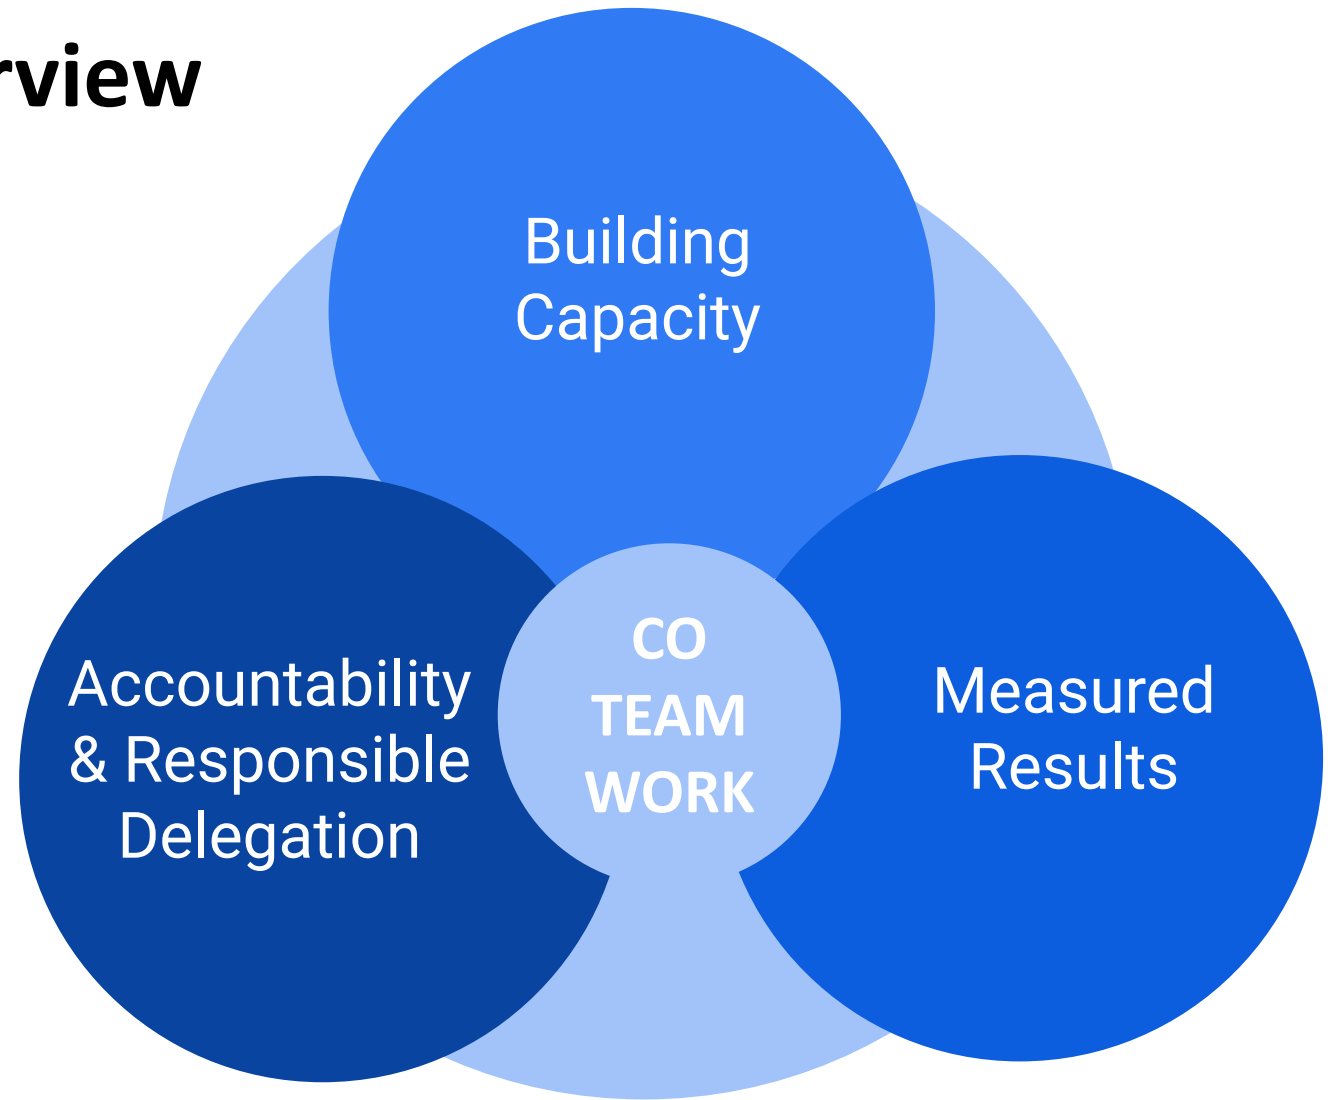 rview
Building
Capacity
Accountability
& Responsible
Delegation
CO
TEAM
WORK
Measured
Results